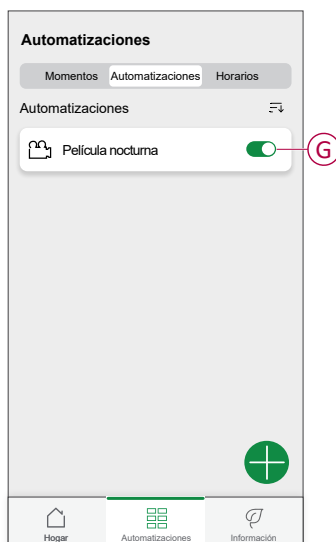 Automatizaciones
Momentos Automatizaciones Horarios
Automatizaciones
Película nocturna
G
Hogar Automatizaciones Información